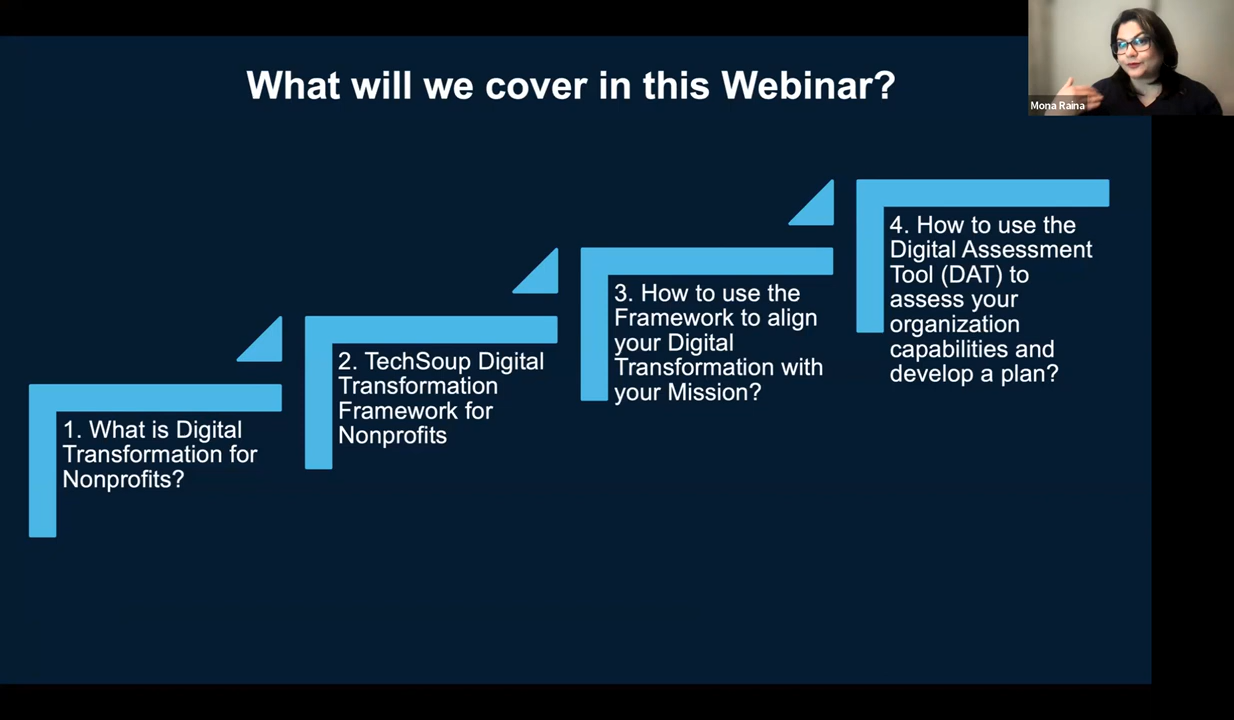 What will we cover in this Webinar?
Mona Raina
1. What is Digital
Transformation for
Nonprofits?
2. TechSoup Digital
Transformation
Framework for
Nonprofits
3. How to use the
Framework to align
your Digital
Transformation with
your Mission?
4. How to use the
Digital Assessment
Tool (DAT) to
assess your
organization
capabilities and
develop a plan?